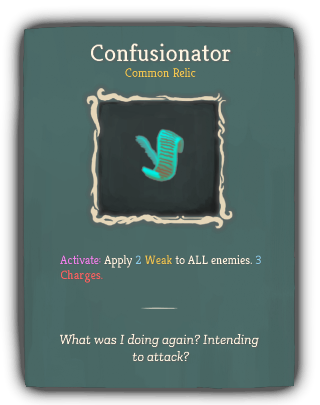 Confusionator
Common Relic
Activate: Apply 2 Weak to ALL enemies. 3
Charges.
What was I doing again? Intending
to attack?